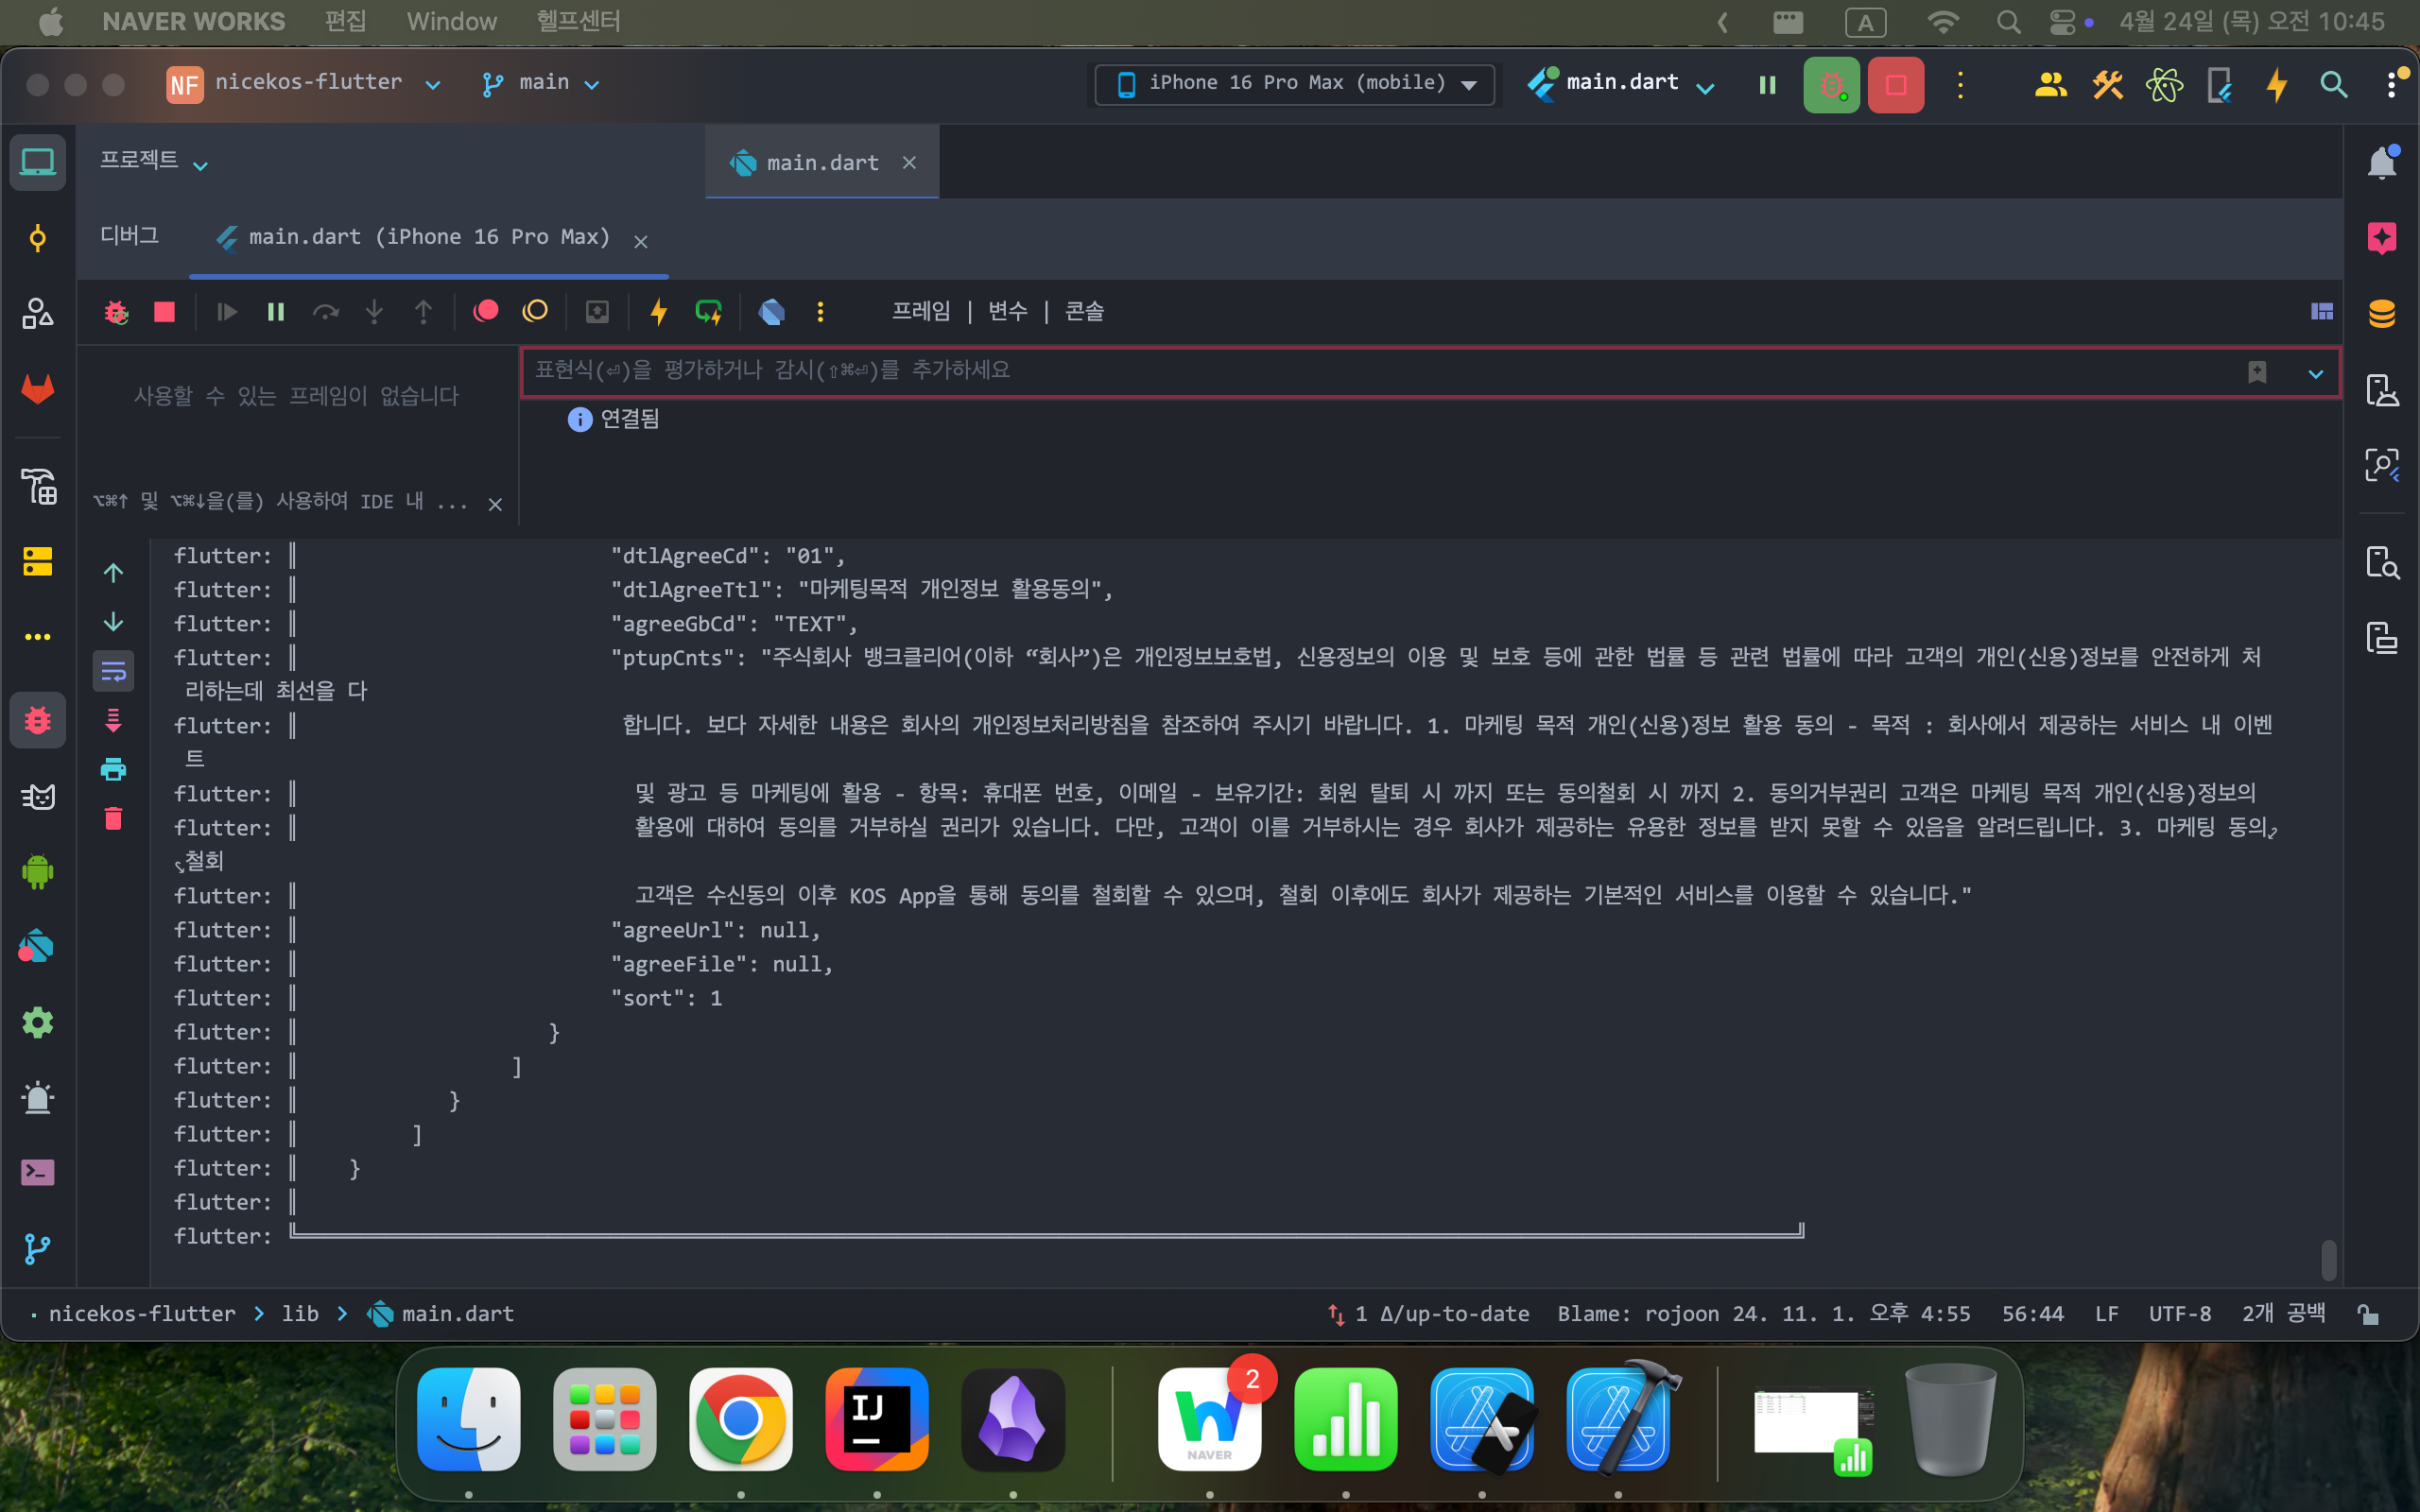 NAVER WORKS 편집 Window 헬프센터 A 4월 24일 (목) 오전 10:45
NF nicekos-flutter main iPhone 16 Pro Max (mobile) main.dart
프로젝트 main.dart
디버그 main.dart (iPhone 16 Pro Max)
프레임 | 변수 | 콘솔
표현식(⏎)을 평가하거나 감시(⇧⌘⏎)를 추가하세요
사용할 수 있는 프레임이 없습니다
연결됨
⌥⌘↑ 및 ⌥⌘↓을(를) 사용하여 IDE 내 ...
flutter: ║ "dtlAgreeCd": "01",
flutter: ║ "dtlAgreeTtl": "마케팅목적 개인정보 활용동의",
flutter: ║ "agreeGbCd": "TEXT",
flutter: ║ "ptupCnts": "주식회사 뱅크클리어(이하 “회사”)은 개인정보보호법, 신용정보의 이용 및 보호 등에 관한 법률 등 관련 법률에 따라 고객의 개인(신용)정보를 안전하게 처
리하는데 최선을 다
flutter: ║ 합니다. 보다 자세한 내용은 회사의 개인정보처리방침을 참조하여 주시기 바랍니다. 1. 마케팅 목적 개인(신용)정보 활용 동의 - 목적 : 회사에서 제공하는 서비스 내 이벤
트
flutter: ║ 및 광고 등 마케팅에 활용 - 항목: 휴대폰 번호, 이메일 - 보유기간: 회원 탈퇴 시 까지 또는 동의철회 시 까지 2. 동의거부권리 고객은 마케팅 목적 개인(신용)정보의
flutter: ║ 활용에 대하여 동의를 거부하실 권리가 있습니다. 다만, 고객이 이를 거부하시는 경우 회사가 제공하는 유용한 정보를 받지 못할 수 있음을 알려드립니다. 3. 마케팅 동의
철회
flutter: ║ 고객은 수신동의 이후 KOS App을 통해 동의를 철회할 수 있으며, 철회 이후에도 회사가 제공하는 기본적인 서비스를 이용할 수 있습니다."
flutter: ║ "agreeUrl": null,
flutter: ║ "agreeFile": null,
flutter: ║ "sort": 1
flutter: ║ }
flutter: ║ ]
flutter: ║ }
flutter: ║ ]
flutter: ║ }
flutter: ║
flutter: ╚╝
nicekos-flutter > lib > main.dart 1 Δ/up-to-date Blame: rojoon 24. 11. 1. 오후 4:55 56:44 LF UTF-8 2개 공백
IJ
NAVER
2